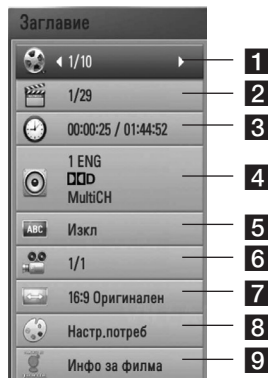 Заглавие
1/10 1
1/29 2
00:00:25 / 01:44:52 3
1 ENG
DD D
MultiCH 4
ABC Изкл 5
1/1 6
16:9 Оригинален 7
Настр.потреб 8
Инфо за филма 9